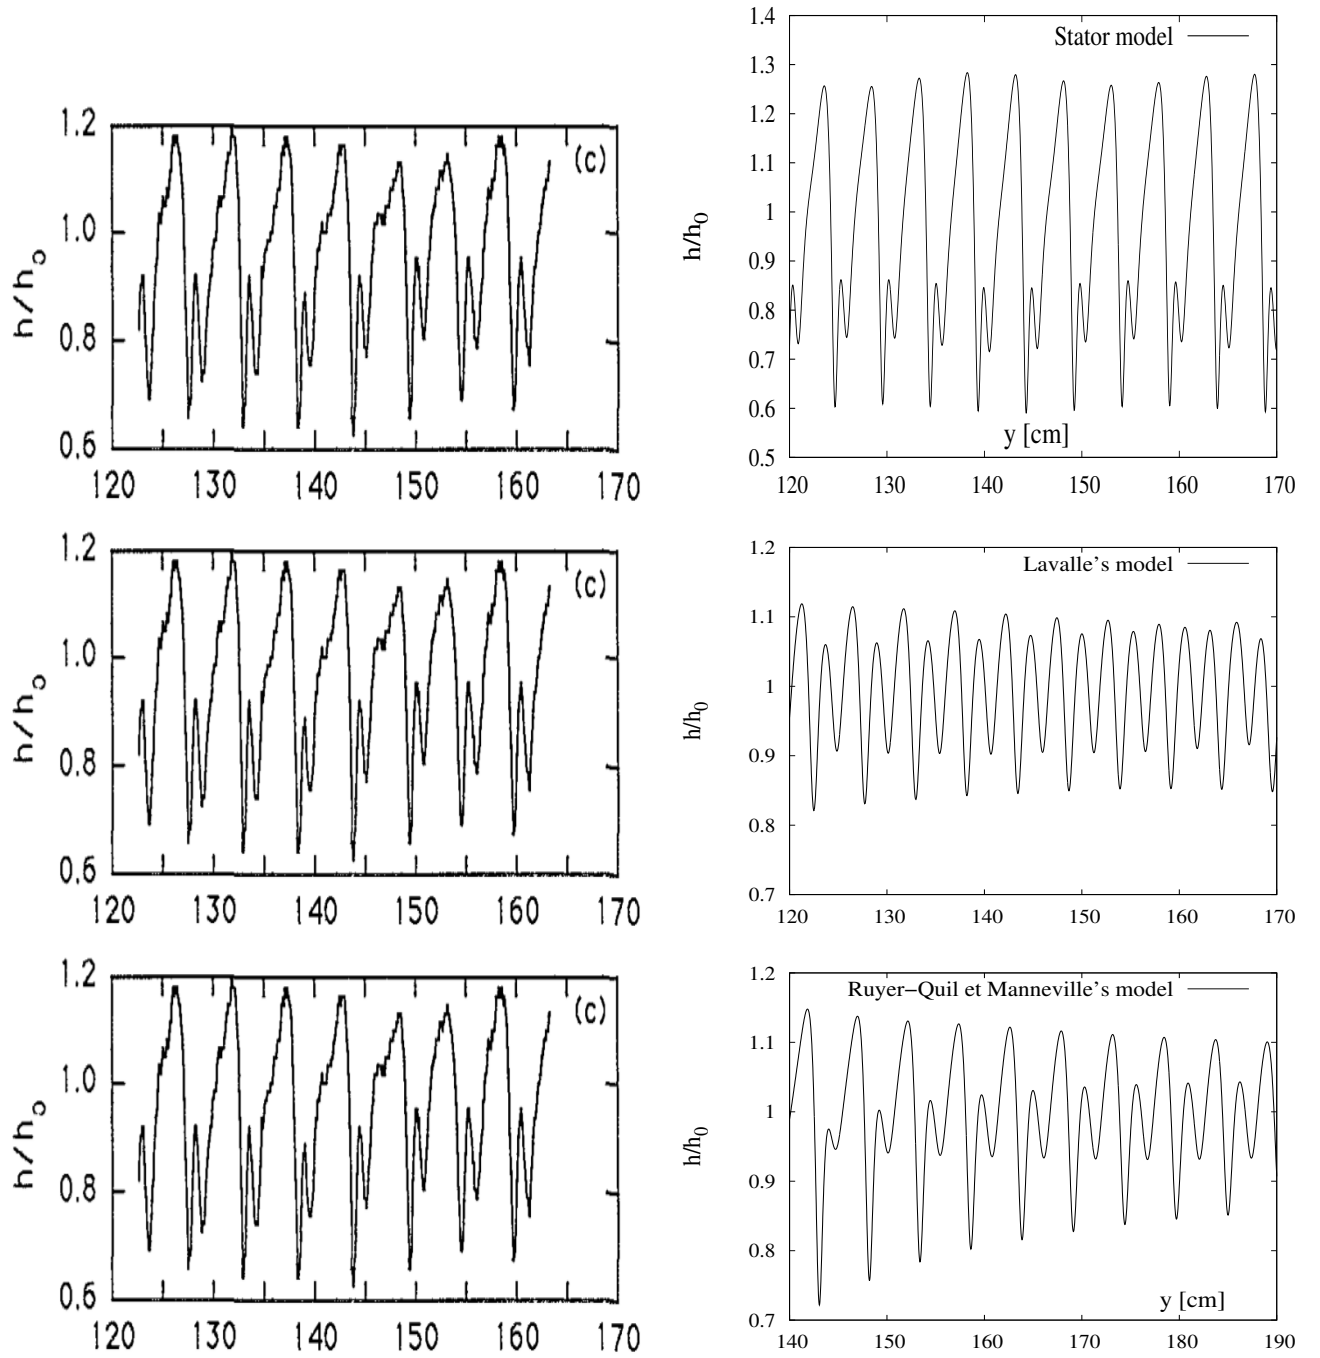 1.2
1.0
0.8
0.6
h/h₀
(c)
120 130 140 150 160 170
1.4
1.3
1.2
1.1
1
0.9
0.8
0.7
0.6
0.5
h/h₀
Stator model
y [cm]
120 130 140 150 160 170
1.2
1.0
0.8
0.6
h/h₀
(c)
120 130 140 150 160 170
1.2
1.1
1
0.9
0.8
0.7
h/h₀
Lavalle's model
120 130 140 150 160 170
1.2
1.0
0.8
0.6
h/h₀
(c)
120 130 140 150 160 170
1.2
1.1
1
0.9
0.8
0.7
h/h₀
Ruyer−Quil et Manneville's model
y [cm]
140 150 160 170 180 190